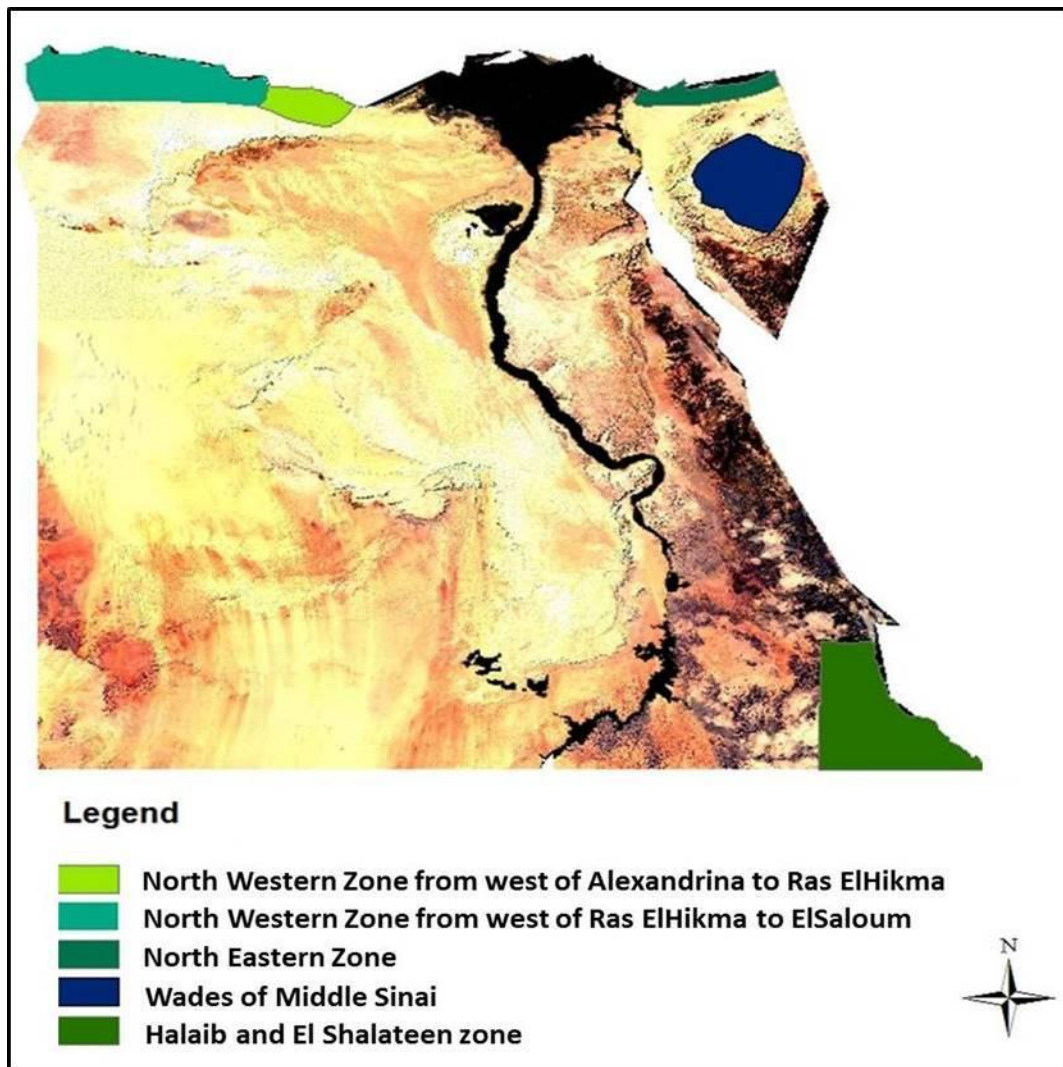 Legend
North Western Zone from west of Alexandrina to Ras ElHikma
North Western Zone from west of Ras ElHikma to ElSaloum
North Eastern Zone
Wades of Middle Sinai
Halaib and El Shalateen zone
N